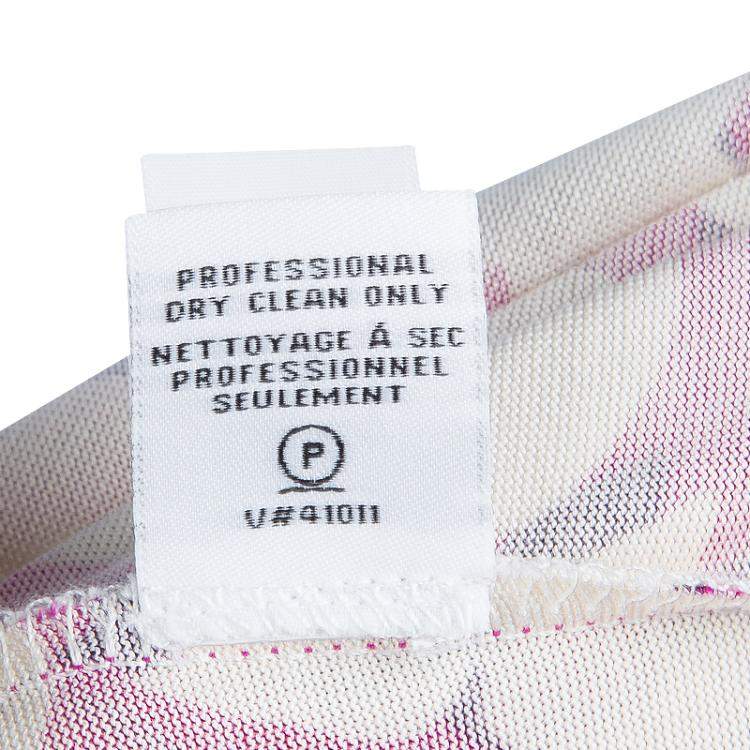 PROFESSIONAL
DRY CLEAN ONLY
NETTOYAGE Á SEC
PROFESSIONNEL
SEULEMENT
P
V#41011